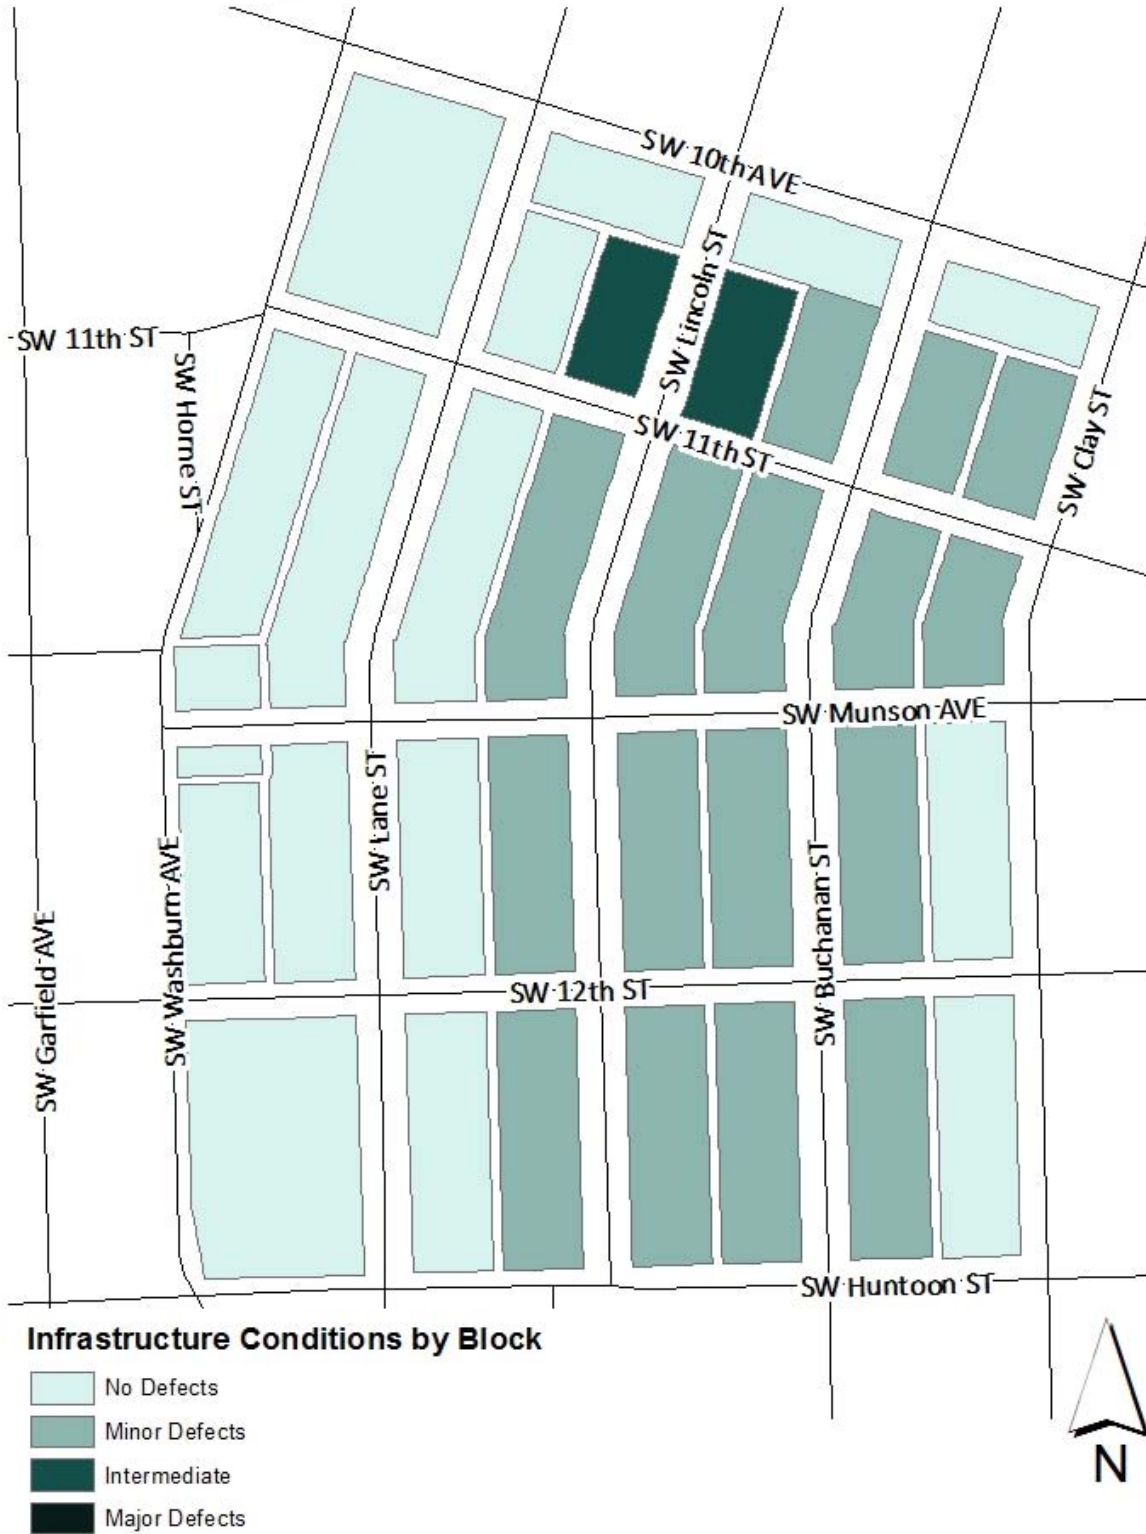 SW 10th AVE
SW Lincoln ST
SW 11th ST
SW Horne ST
SW 11th ST
SW Clay ST
SW Munson AVE
SW Lane ST
SW Washburn AVE
SW Buchanan ST
SW Garfield AVE
SW 12th ST
SW Huntoon ST
Infrastructure Conditions by Block
No Defects
Minor Defects
Intermediate
Major Defects
N